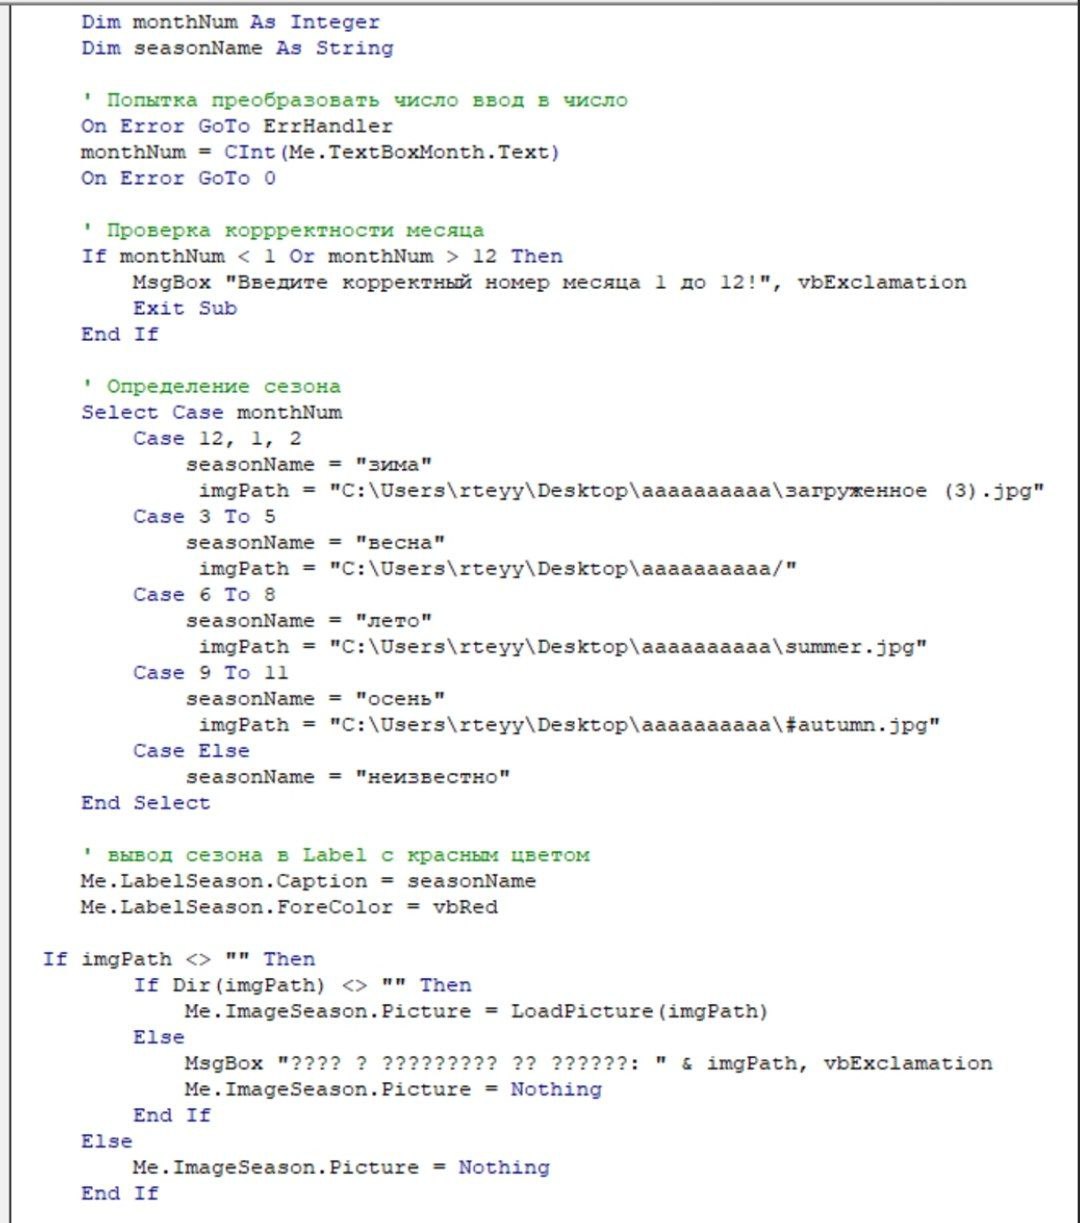 Dim monthNum As Integer
Dim seasonName As String
' Попытка преобразовать число ввод в число
On Error GoTo ErrHandler
monthNum = CInt(Me.TextBoxMonth.Text)
On Error GoTo 0
' Проверка коррректности месяца
If monthNum < 1 Or monthNum > 12 Then
MsgBox "Введите корректный номер месяца 1 до 12!", vbExclamation
Exit Sub
End If
' Определение сезона
Select Case monthNum
Case 12, 1, 2
seasonName = "зима"
imgPath = "C:\Users\rteyy\Desktop\aaaaaaaaaa\загруженное (3).jpg"
Case 3 To 5
seasonName = "весна"
imgPath = "C:\Users\rteyy\Desktop\aaaaaaaaaa/"
Case 6 To 8
seasonName = "лето"
imgPath = "C:\Users\rteyy\Desktop\aaaaaaaaaa\summer.jpg"
Case 9 To 11
seasonName = "осень"
imgPath = "C:\Users\rteyy\Desktop\aaaaaaaaaa\#autumn.jpg"
Case Else
seasonName = "неизвестно"
End Select
' вывод сезона в Label с красным цветом
Me.LabelSeason.Caption = seasonName
Me.LabelSeason.ForeColor = vbRed
If imgPath <> "" Then
If Dir(imgPath) <> "" Then
Me.ImageSeason.Picture = LoadPicture(imgPath)
Else
MsgBox "???? ? ????????? ?? ??????: " & imgPath, vbExclamation
Me.ImageSeason.Picture = Nothing
End If
Else
Me.ImageSeason.Picture = Nothing
End If